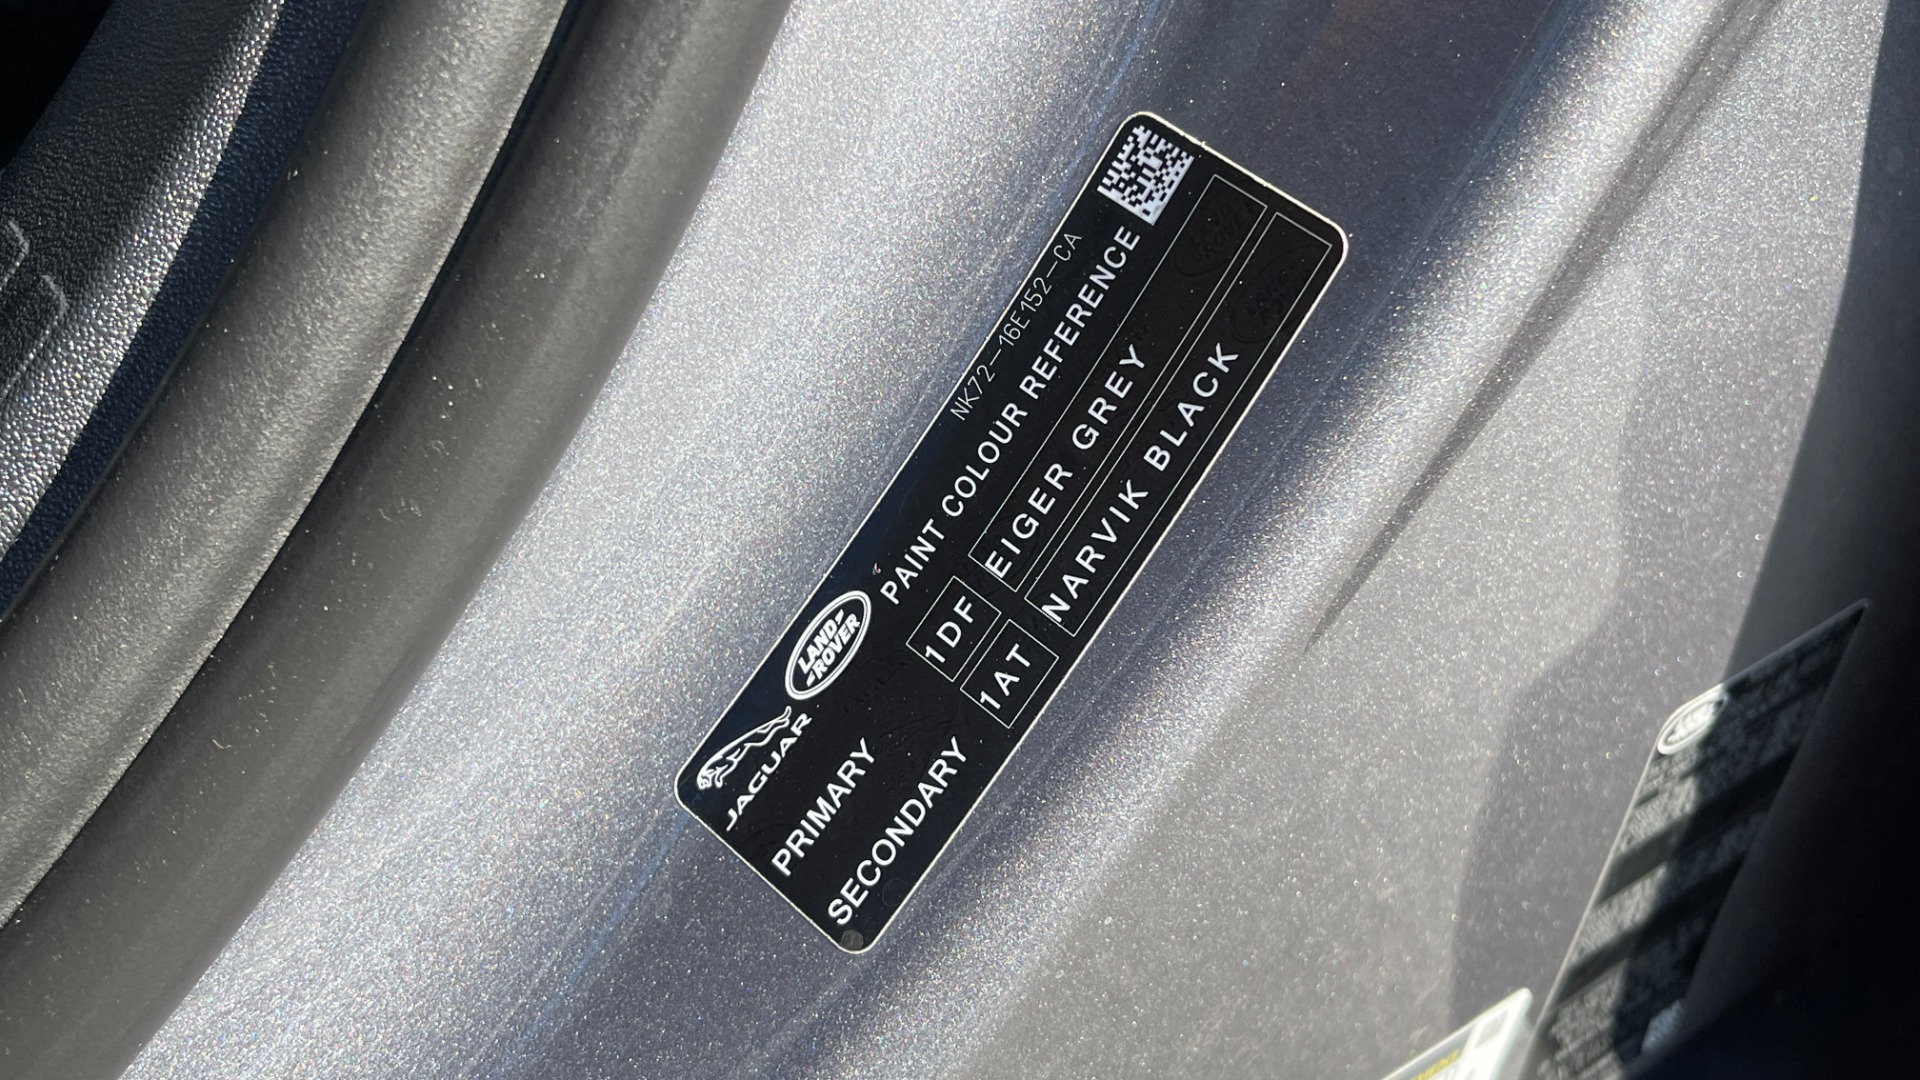 NK72-16E152-CA
JAGUAR
LAND-
-ROVER
PAINT COLOUR REFERENCE
PRIMARY 1DF EIGER GREY
SECONDARY 1AT NARVIK BLACK